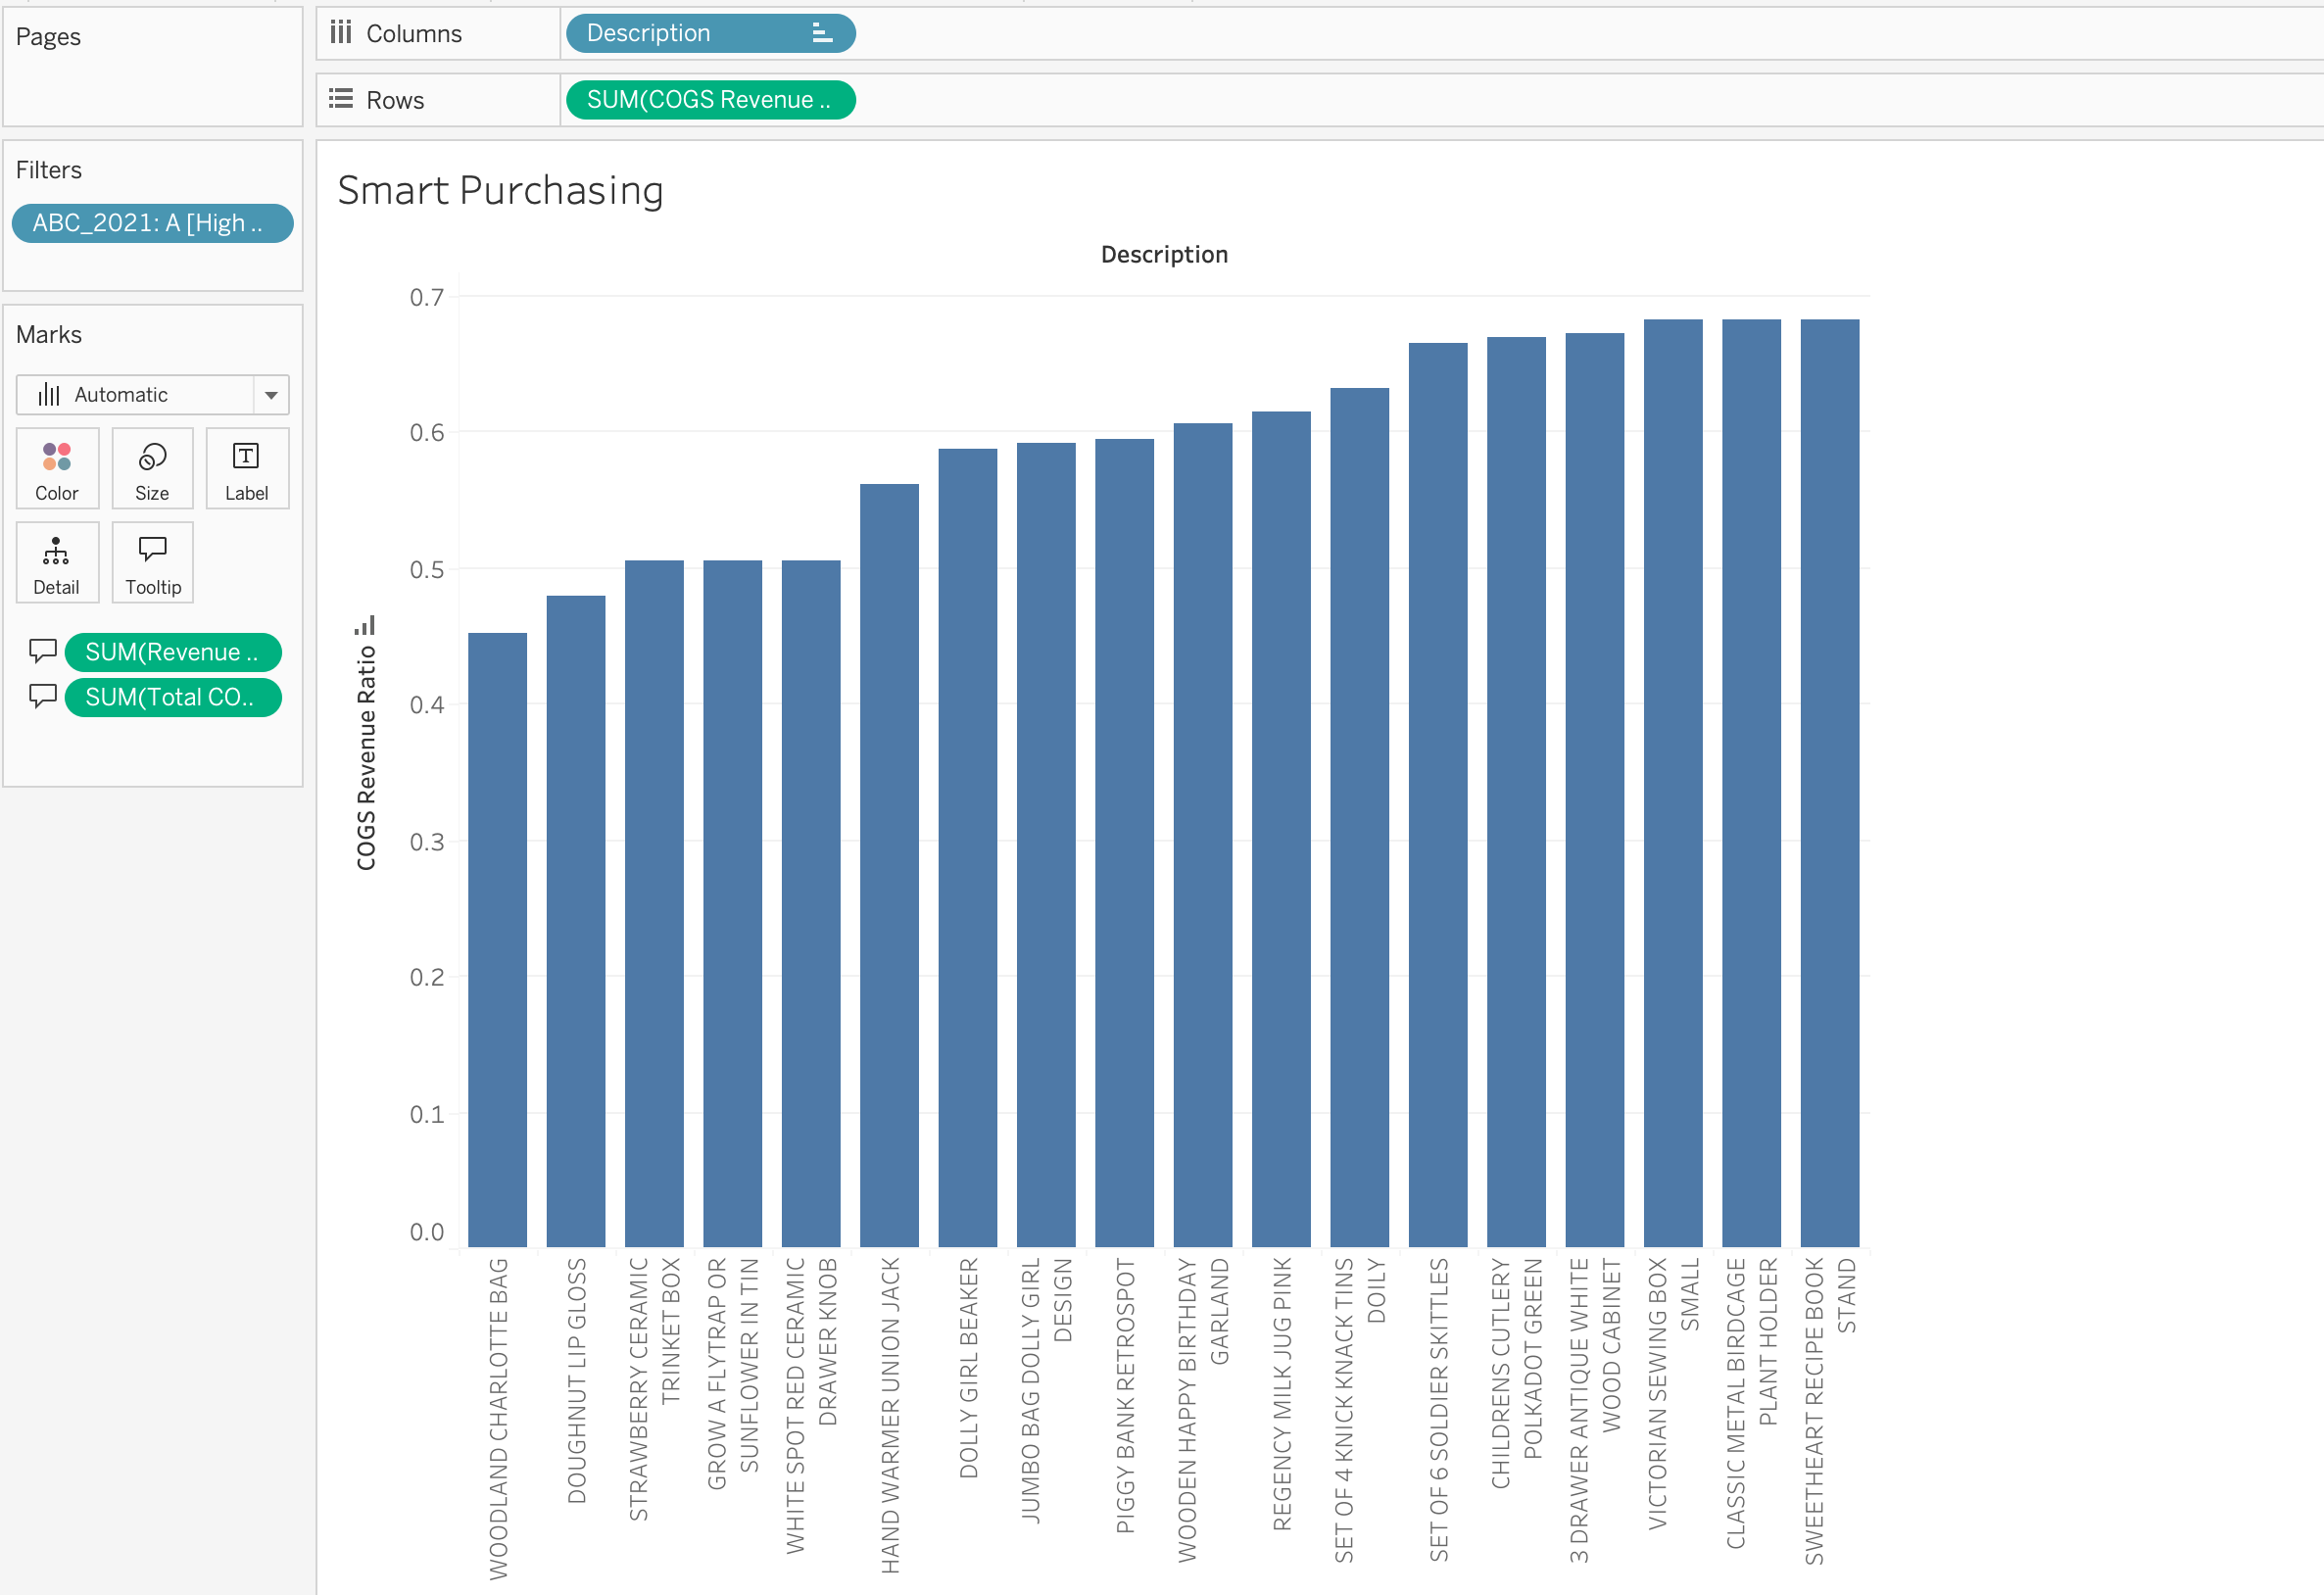 Pages
Columns
Description
Rows
SUM(COGS Revenue ..
Filters
ABC_2021: A [High ..
Marks
Automatic
Color
Size
Label
Detail
Tooltip
SUM(Revenue ..
SUM(Total CO..
Smart Purchasing
Description
COGS Revenue Ratio
0.7
0.6
0.5
0.4
0.3
0.2
0.1
0.0
WOODLAND CHARLOTTE BAG
DOUGHNUT LIP GLOSS
STRAWBERRY CERAMIC
TRINKET BOX
GROW A FLYTRAP OR
SUNFLOWER IN TIN
WHITE SPOT RED CERAMIC
DRAWER KNOB
HAND WARMER UNION JACK
DOLLY GIRL BEAKER
JUMBO BAG DOLLY GIRL
DESIGN
PIGGY BANK RETROSPOT
WOODEN HAPPY BIRTHDAY
GARLAND
REGENCY MILK JUG PINK
SET OF 4 KNICK KNACK TINS
DOILY
SET OF 6 SOLDIER SKITTLES
CHILDRENS CUTLERY
POLKADOT GREEN
3 DRAWER ANTIQUE WHITE
WOOD CABINET
VICTORIAN SEWING BOX
SMALL
CLASSIC METAL BIRDCAGE
PLANT HOLDER
SWEETHEART RECIPE BOOK
STAND